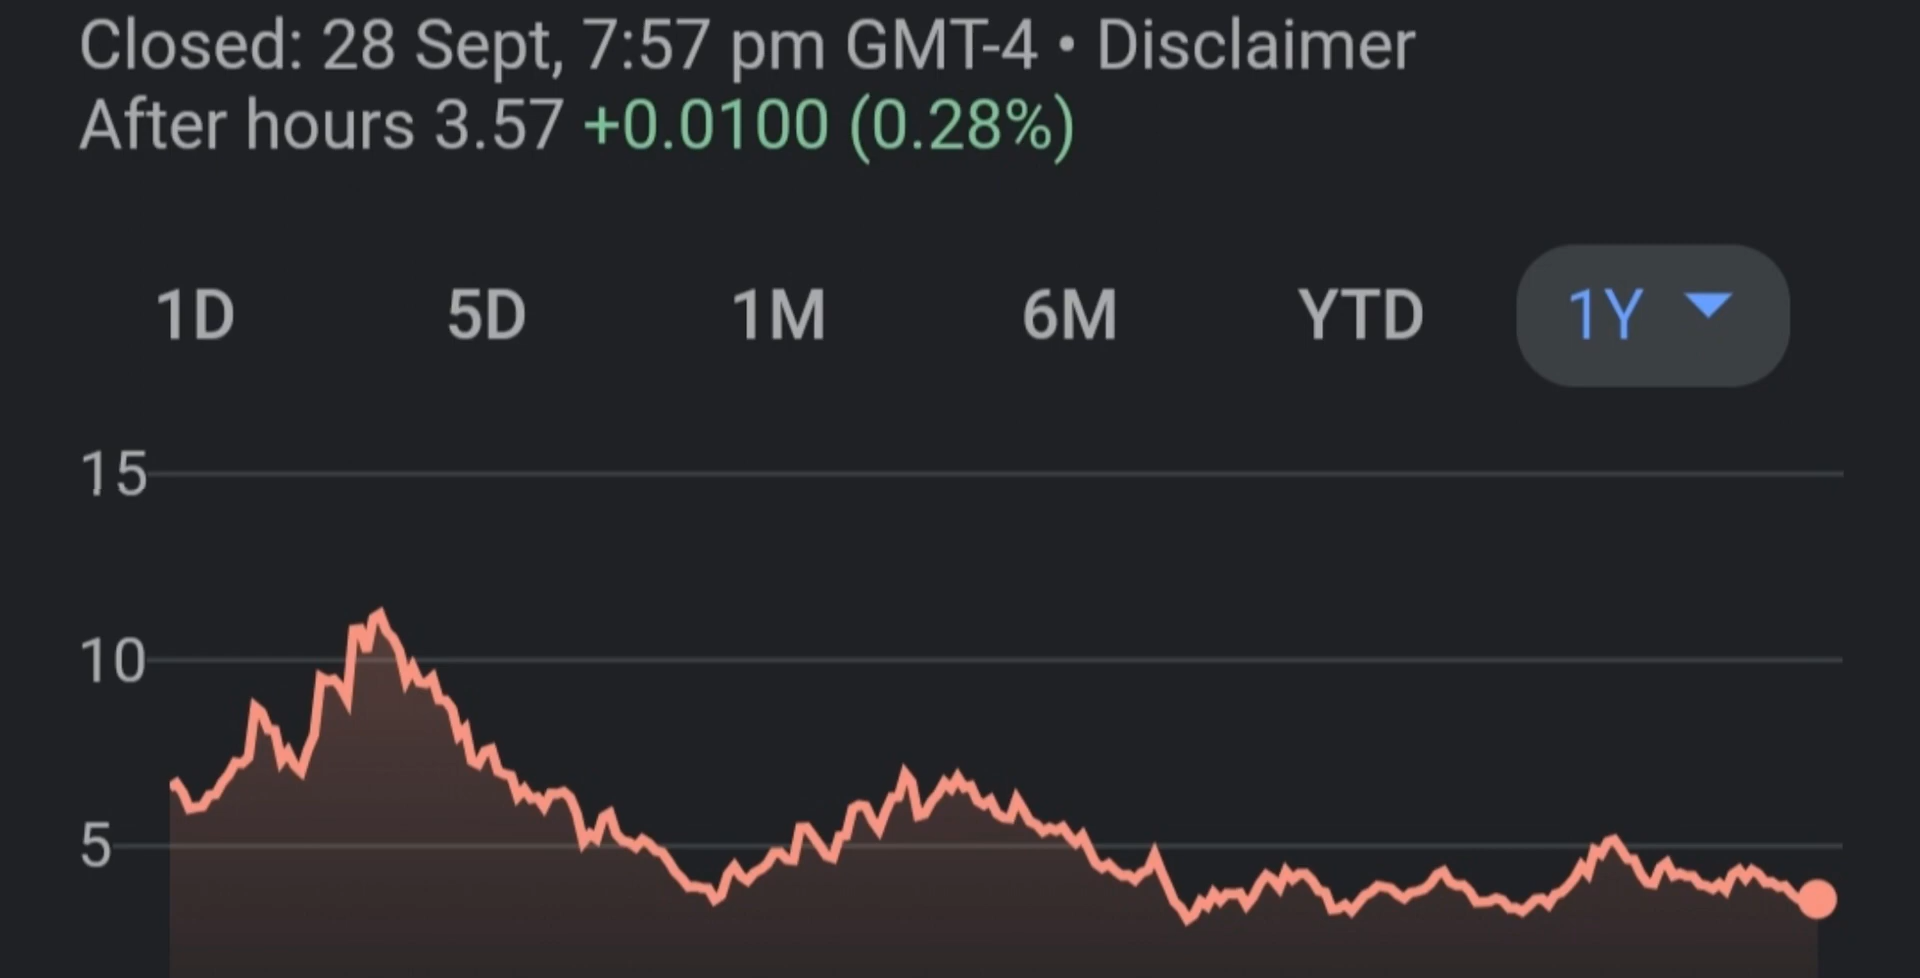 Closed: 28 Sept, 7:57 pm GMT-4 • Disclaimer
After hours 3.57 +0.0100 (0.28%)
1D 5D 1M 6M YTD 1Y
15
10
5